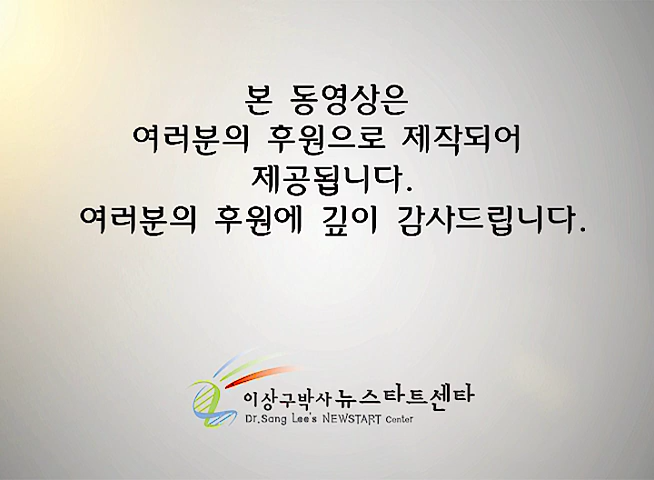 본 동영상은
여러분의 후원으로 제작되어
제공됩니다.
여러분의 후원에 깊이 감사드립니다.
이상구박사 뉴스타트센타
Dr.Sang Lee's NEWSTART Center